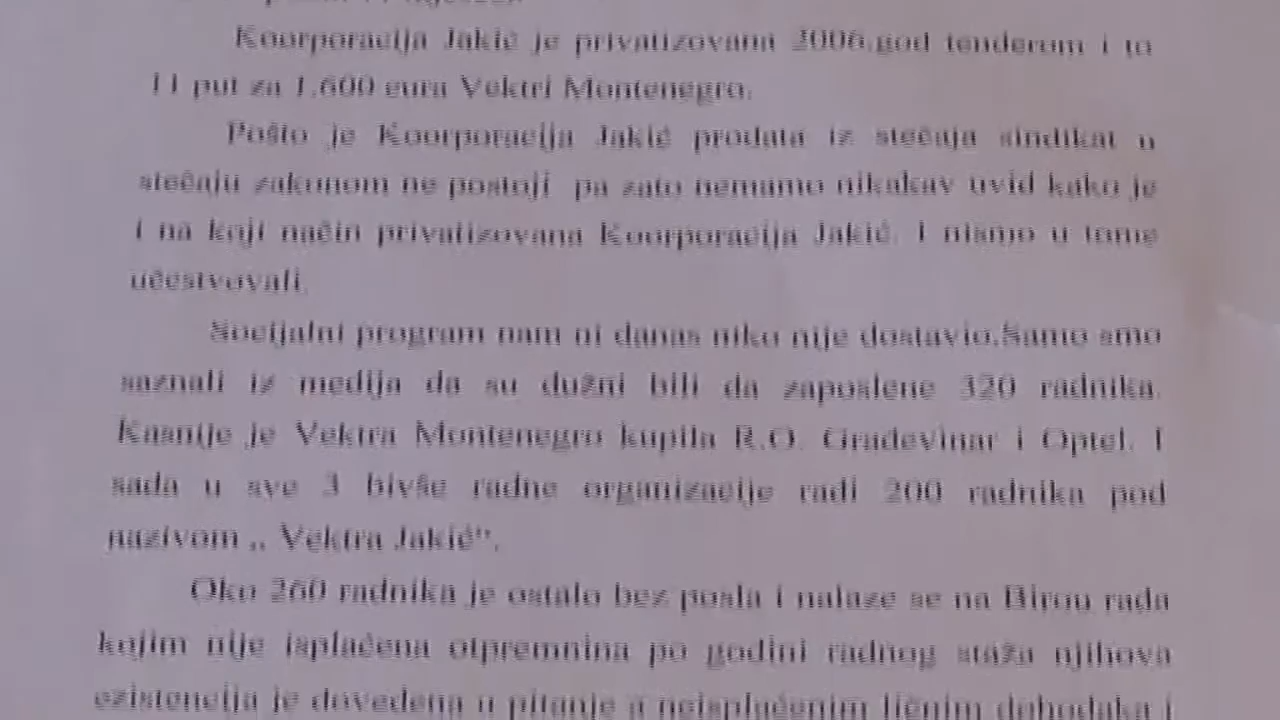 Koorporacija Jakić je privatizovana 2006.god tenderom i to
11 put za 1.600 eura Vektri Montenegro.
Pošto je Koorporacija Jakić prodata iz stečaja sindikat u
stečaju zakonom ne postoji pa zato nemamo nikakav uvid kako je
i na koji način privatizovana Koorporacija Jakić. I nismo u tome
učestvovali.
Socijalni program nam ni danas niko nije dostavio.Samo smo
saznali iz medija da su dužni bili da zaposlene 320 radnika.
Kasnije je Vektra Montenegro kupila R.O. Građevinar i Optel. I
sada u sve 3 bivše radne organizacije radi 200 radnika pod
nazivom ,, Vektra Jakić“.
Oko 260 radnika je ostalo bez posla i nalaze se na Birou rada
kojim nije isplaćena otpremnina po godini radnog staža njihova
ezistencija je dovedena u pitanje a neisplaćenim ličnim dohodaka i